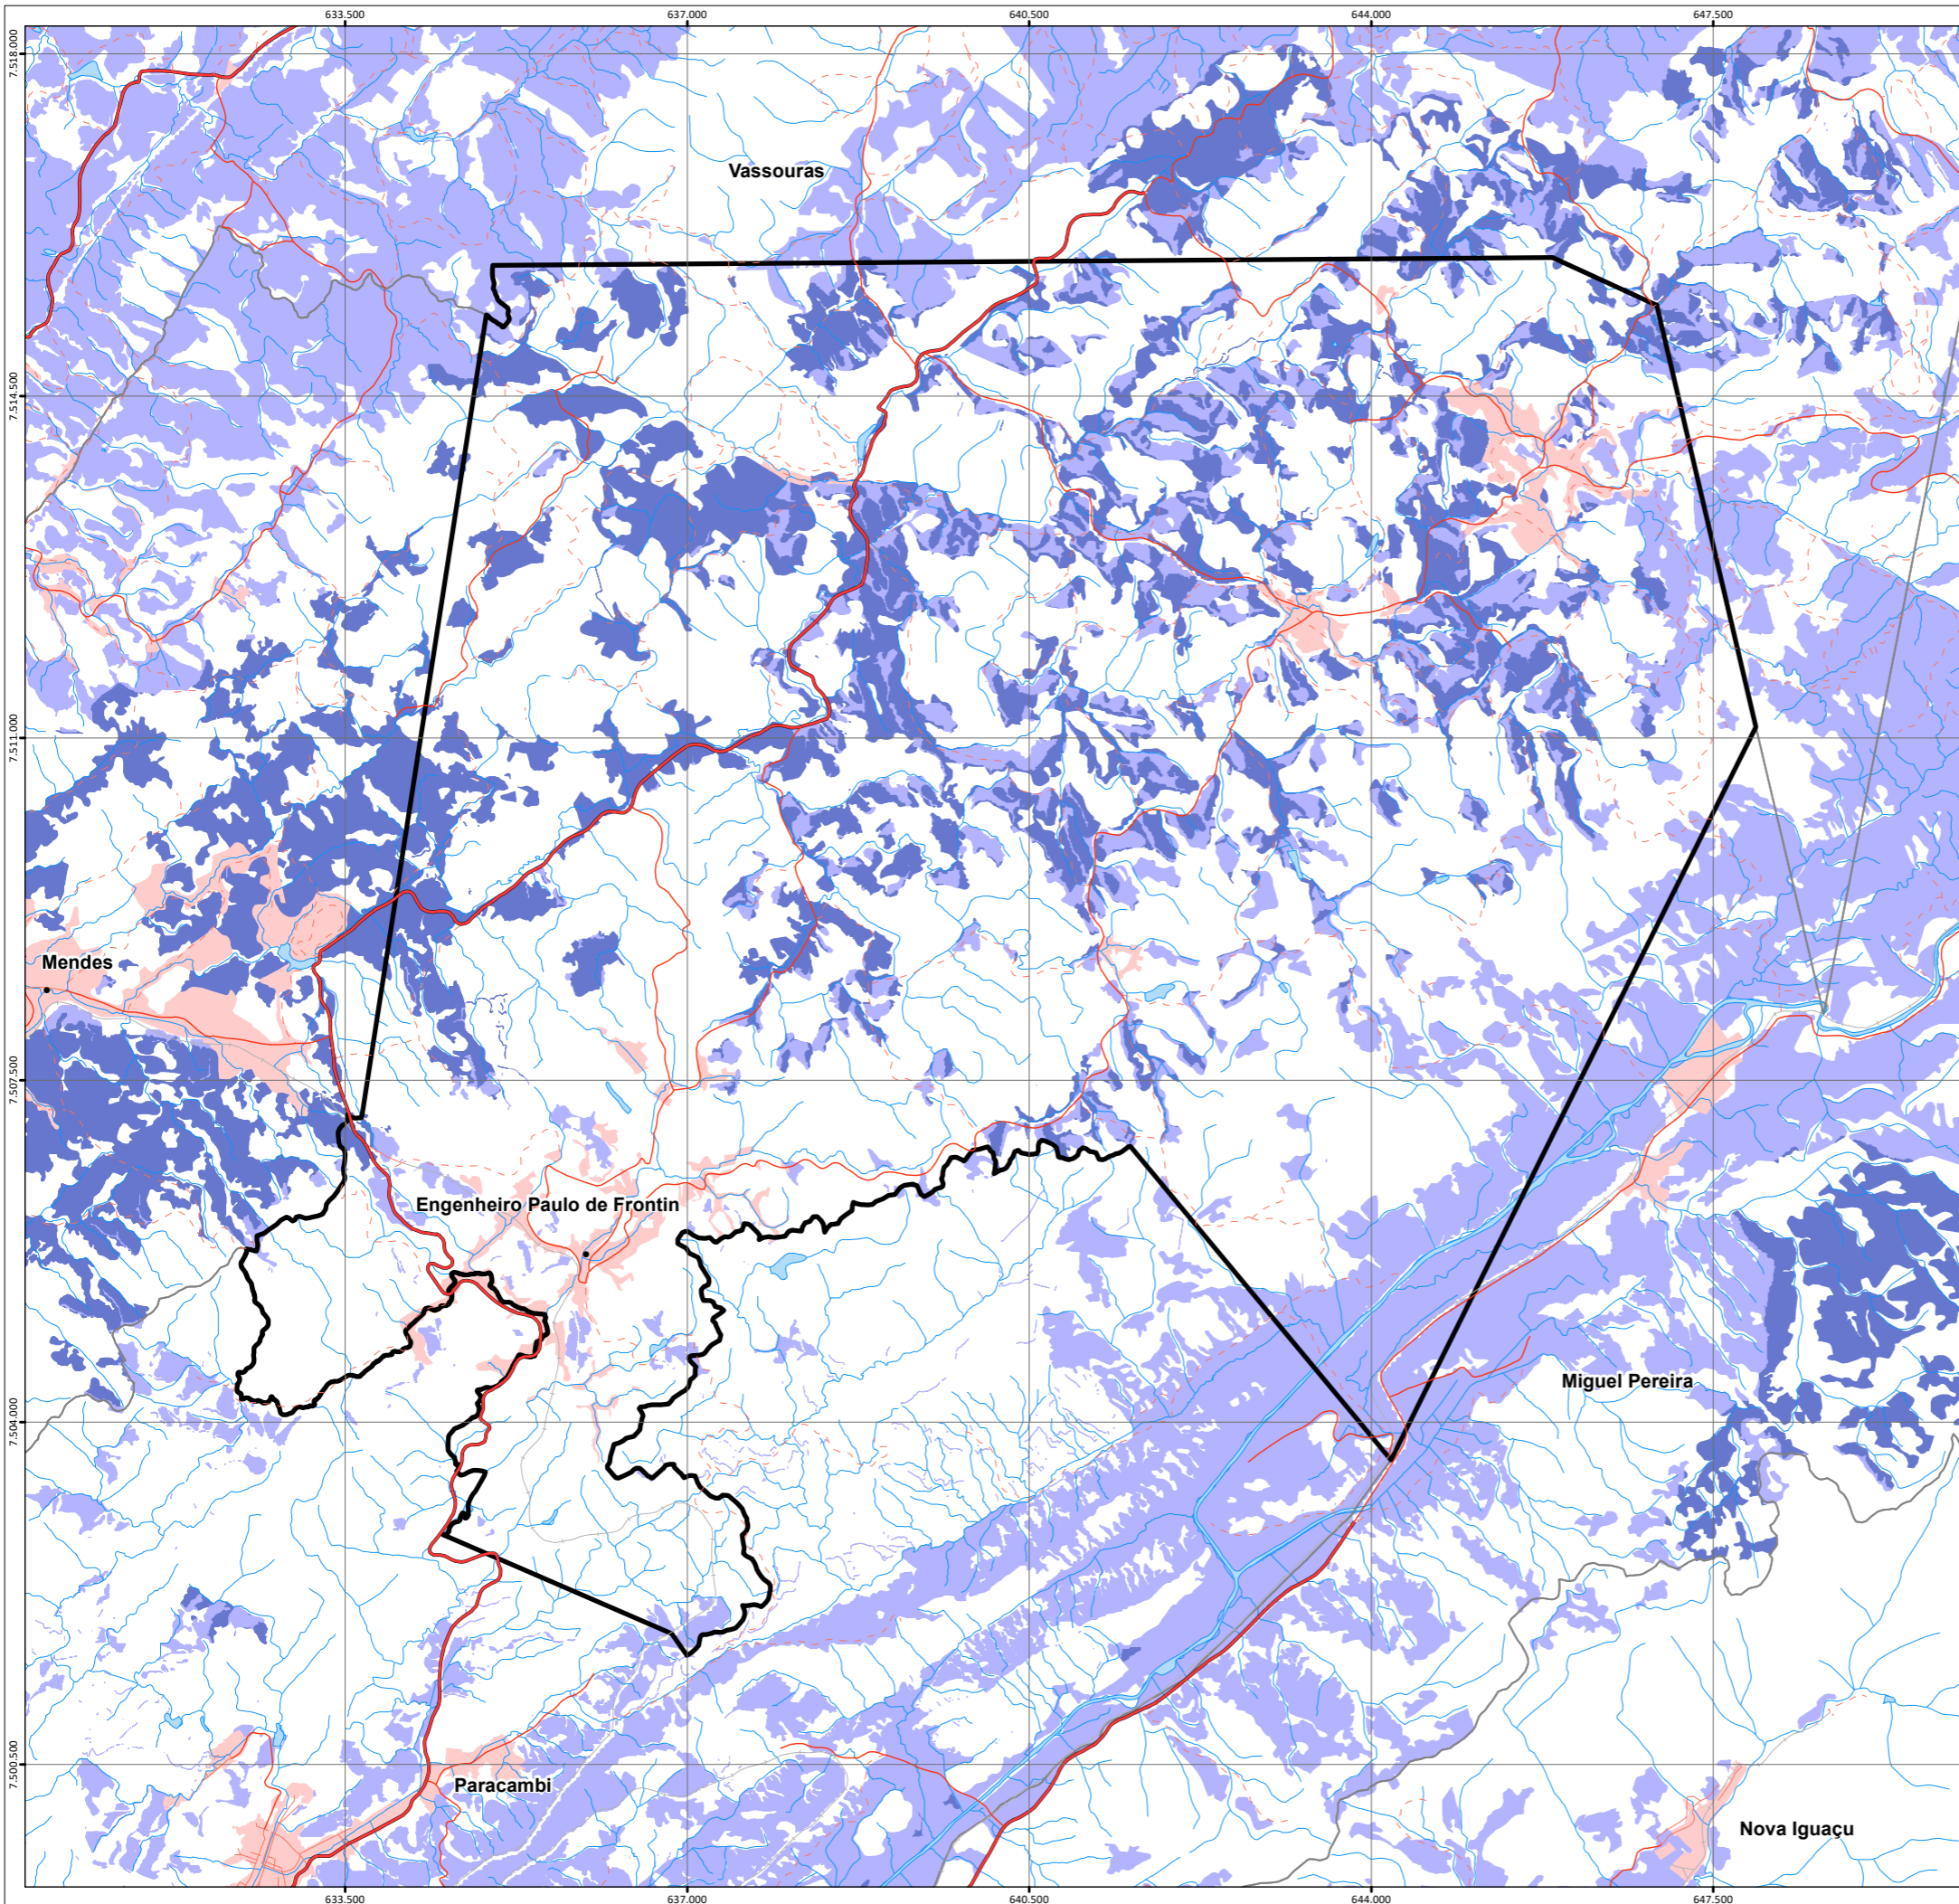 633.500 637.000 640.500 644.000 647.500
7.518.000
Vassouras
7.514.500
7.511.000
Mendes
7.507.500
Engenheiro Paulo de Frontin
Miguel Pereira
7.504.000
7.500.500
Paracambi
Nova Iguaçu
633.500 637.000 640.500 644.000 647.500